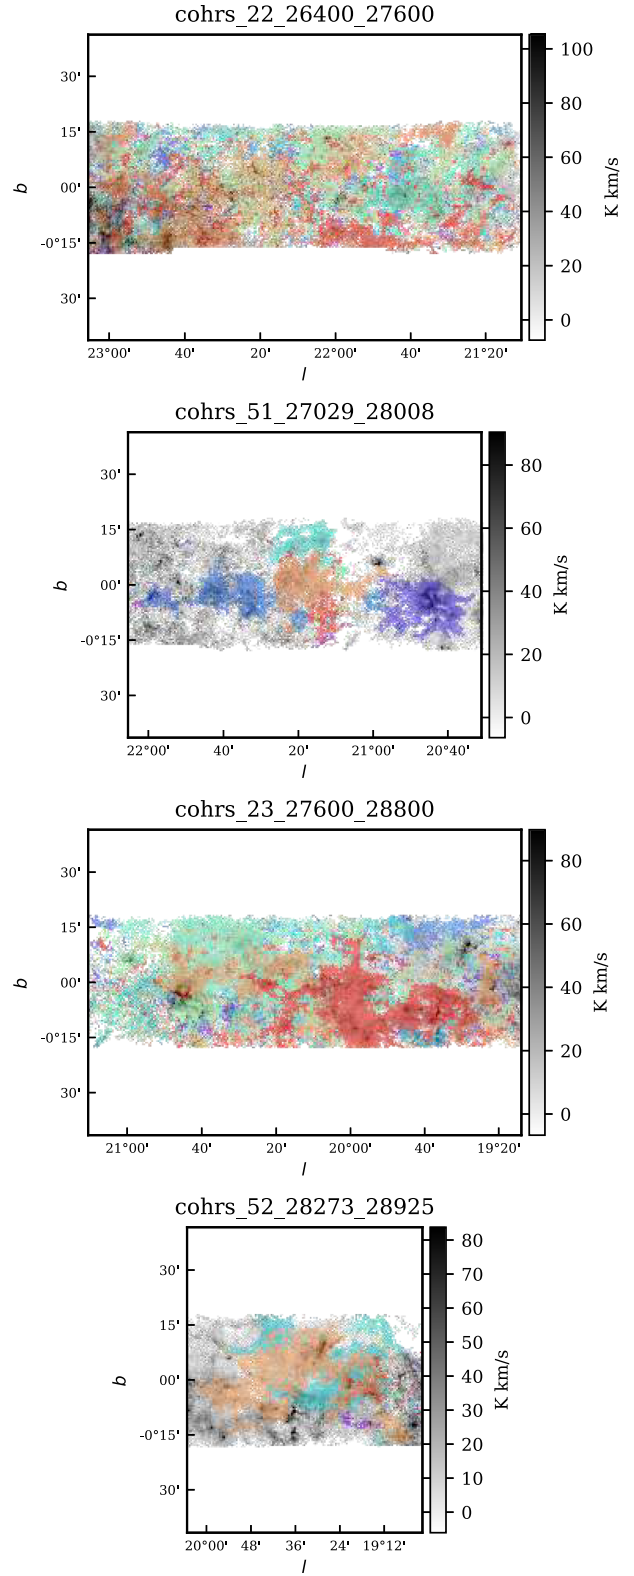 cohrs_22_26400_27600
30'
15'
00'
-0°15'
30'
b
23°00' 40' 20' 22°00' 40' 21°20'
l
100
80
60
40
20
0
K km/s
cohrs_51_27029_28008
30'
15'
00'
-0°15'
30'
b
22°00' 40' 20' 21°00' 20°40'
l
80
60
40
20
0
K km/s
cohrs_23_27600_28800
30'
15'
00'
-0°15'
30'
b
21°00' 40' 20' 20°00' 40' 19°20'
l
80
60
40
20
0
K km/s
cohrs_52_28273_28925
30'
15'
00'
-0°15'
30'
b
20°00' 48' 36' 24' 19°12'
l
80
70
60
50
40
30
20
10
0
K km/s